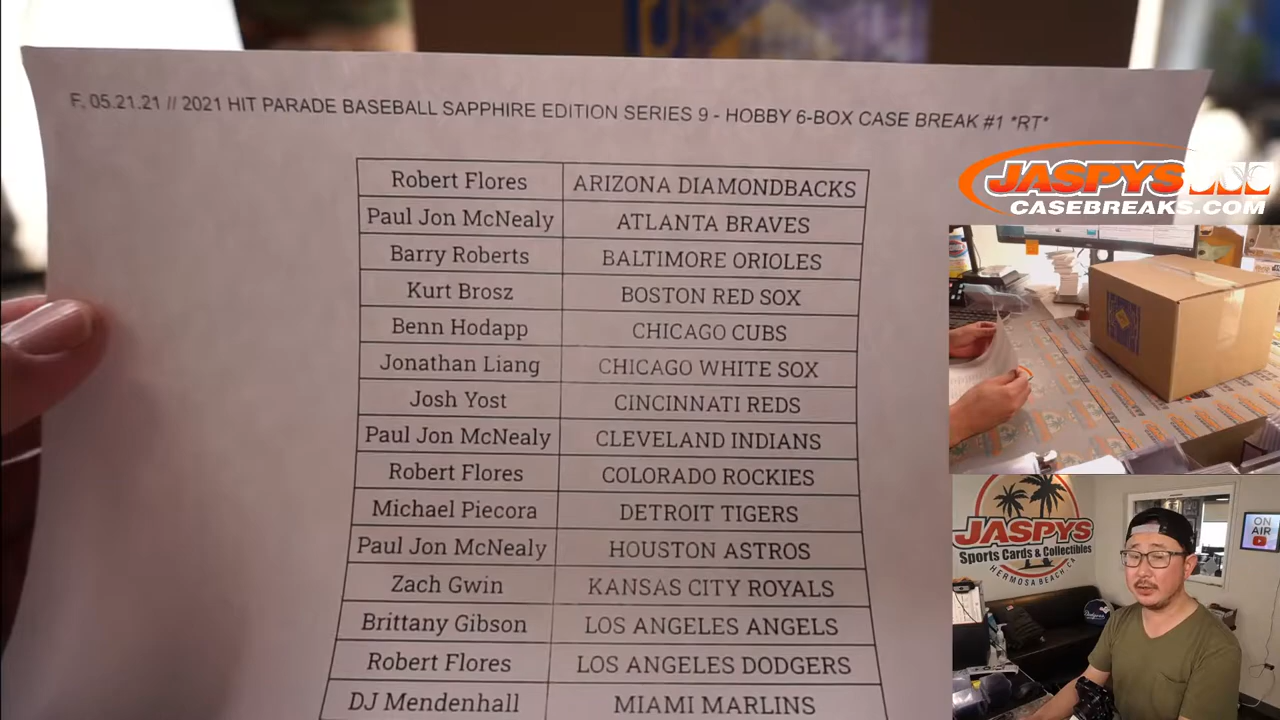 F, 05.21.21 // 2021 HIT PARADE BASEBALL SAPPHIRE EDITION SERIES 9 - HOBBY 6-BOX CASE BREAK #1 *RT*
Robert Flores ARIZONA DIAMONDBACKS
Paul Jon McNealy ATLANTA BRAVES
Barry Roberts BALTIMORE ORIOLES
Kurt Brosz BOSTON RED SOX
Benn Hodapp CHICAGO CUBS
Jonathan Liang CHICAGO WHITE SOX
Josh Yost CINCINNATI REDS
Paul Jon McNealy CLEVELAND INDIANS
Robert Flores COLORADO ROCKIES
Michael Piecora DETROIT TIGERS
Paul Jon McNealy HOUSTON ASTROS
Zach Gwin KANSAS CITY ROYALS
Brittany Gibson LOS ANGELES ANGELS
Robert Flores LOS ANGELES DODGERS
DJ Mendenhall MIAMI MARLINS
JASPYS
CASEBREAKS.COM
JASPYS
Sports Cards & Collectibles
HERMOSA BEACH CA
ON
AIR
Dodgers